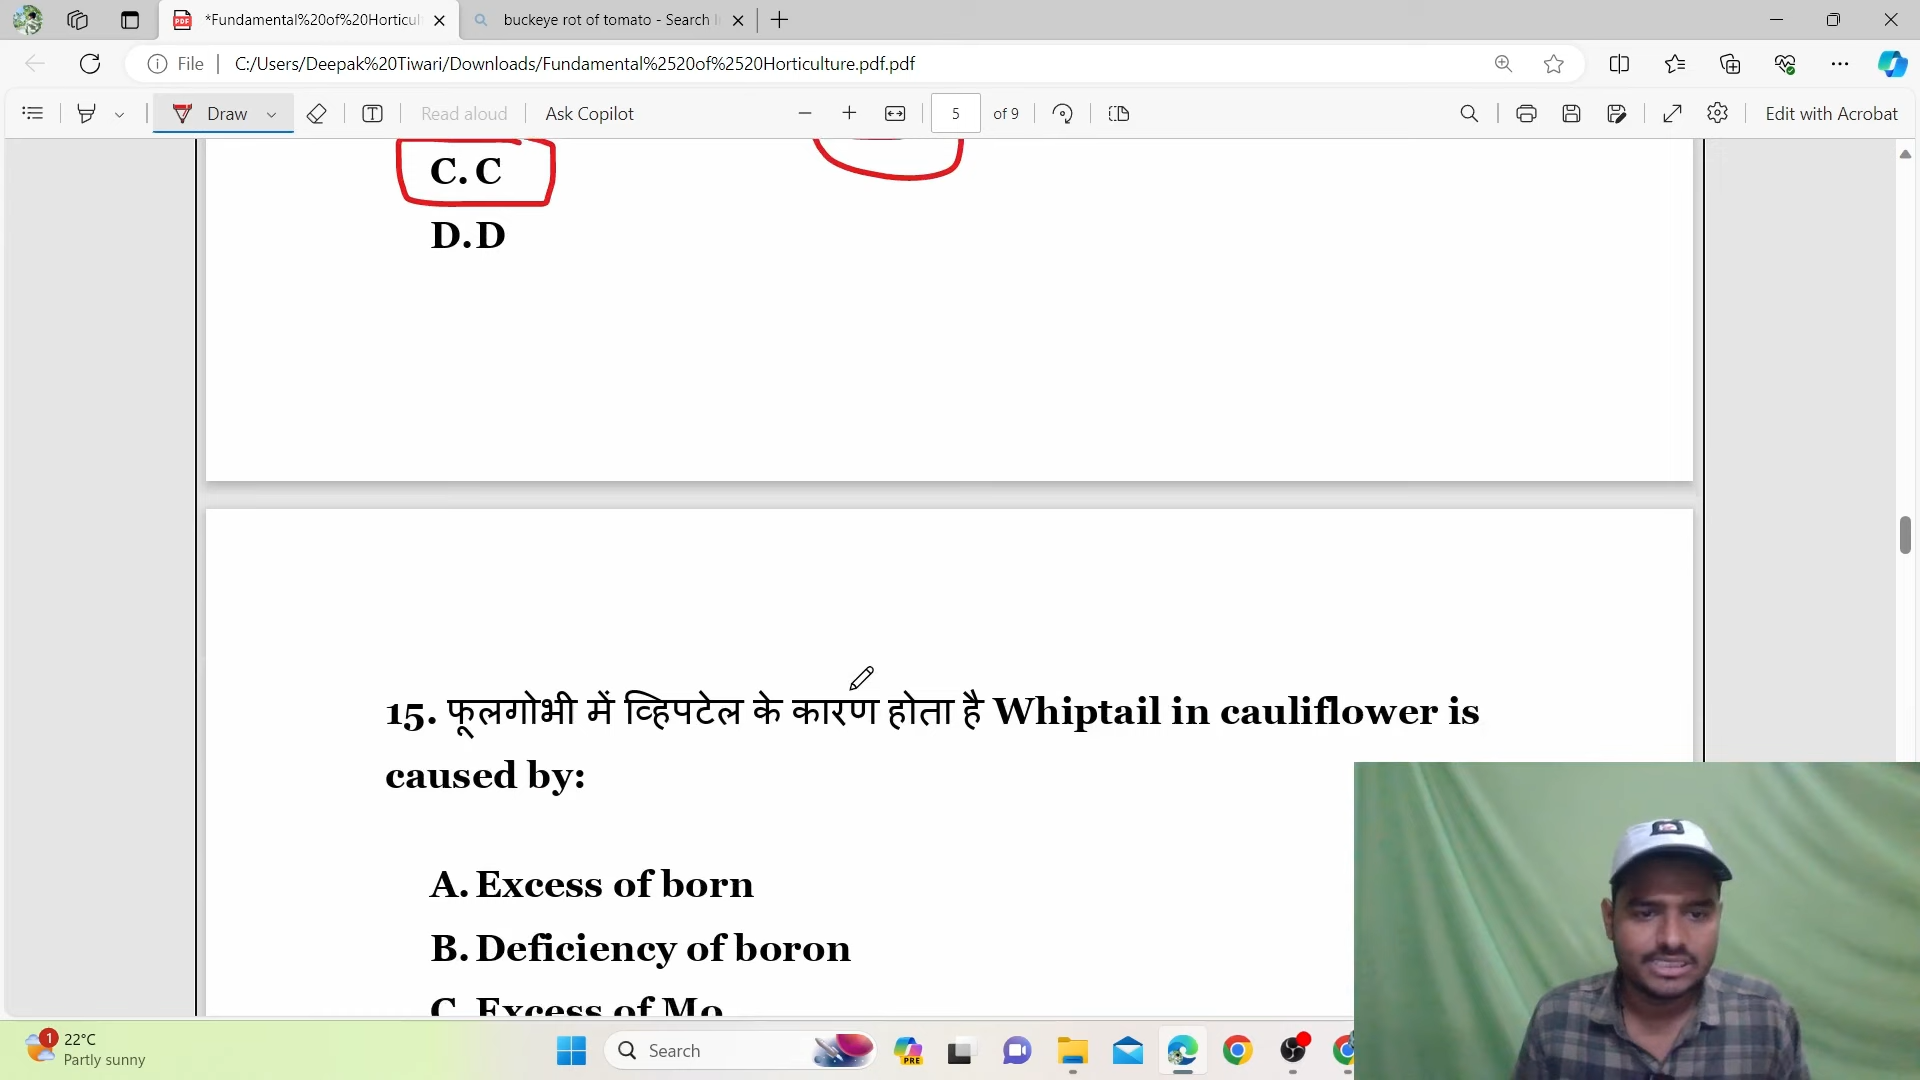 *Fundamental%20of%20Horticul
buckeye rot of tomato - Search
File
C:/Users/Deepak%20Tiwari/Downloads/Fundamental%2520of%2520Horticulture.pdf.pdf
Draw
Read aloud
Ask Copilot
5
of 9
Edit with Acrobat
C. C
D. D
15. फूलगोभी में व्हिपटेल के कारण होता है Whiptail in cauliflower is
caused by:
A. Excess of born
B. Deficiency of boron
C. Excess of Mo
1
22°C
Partly sunny
Search
PRE